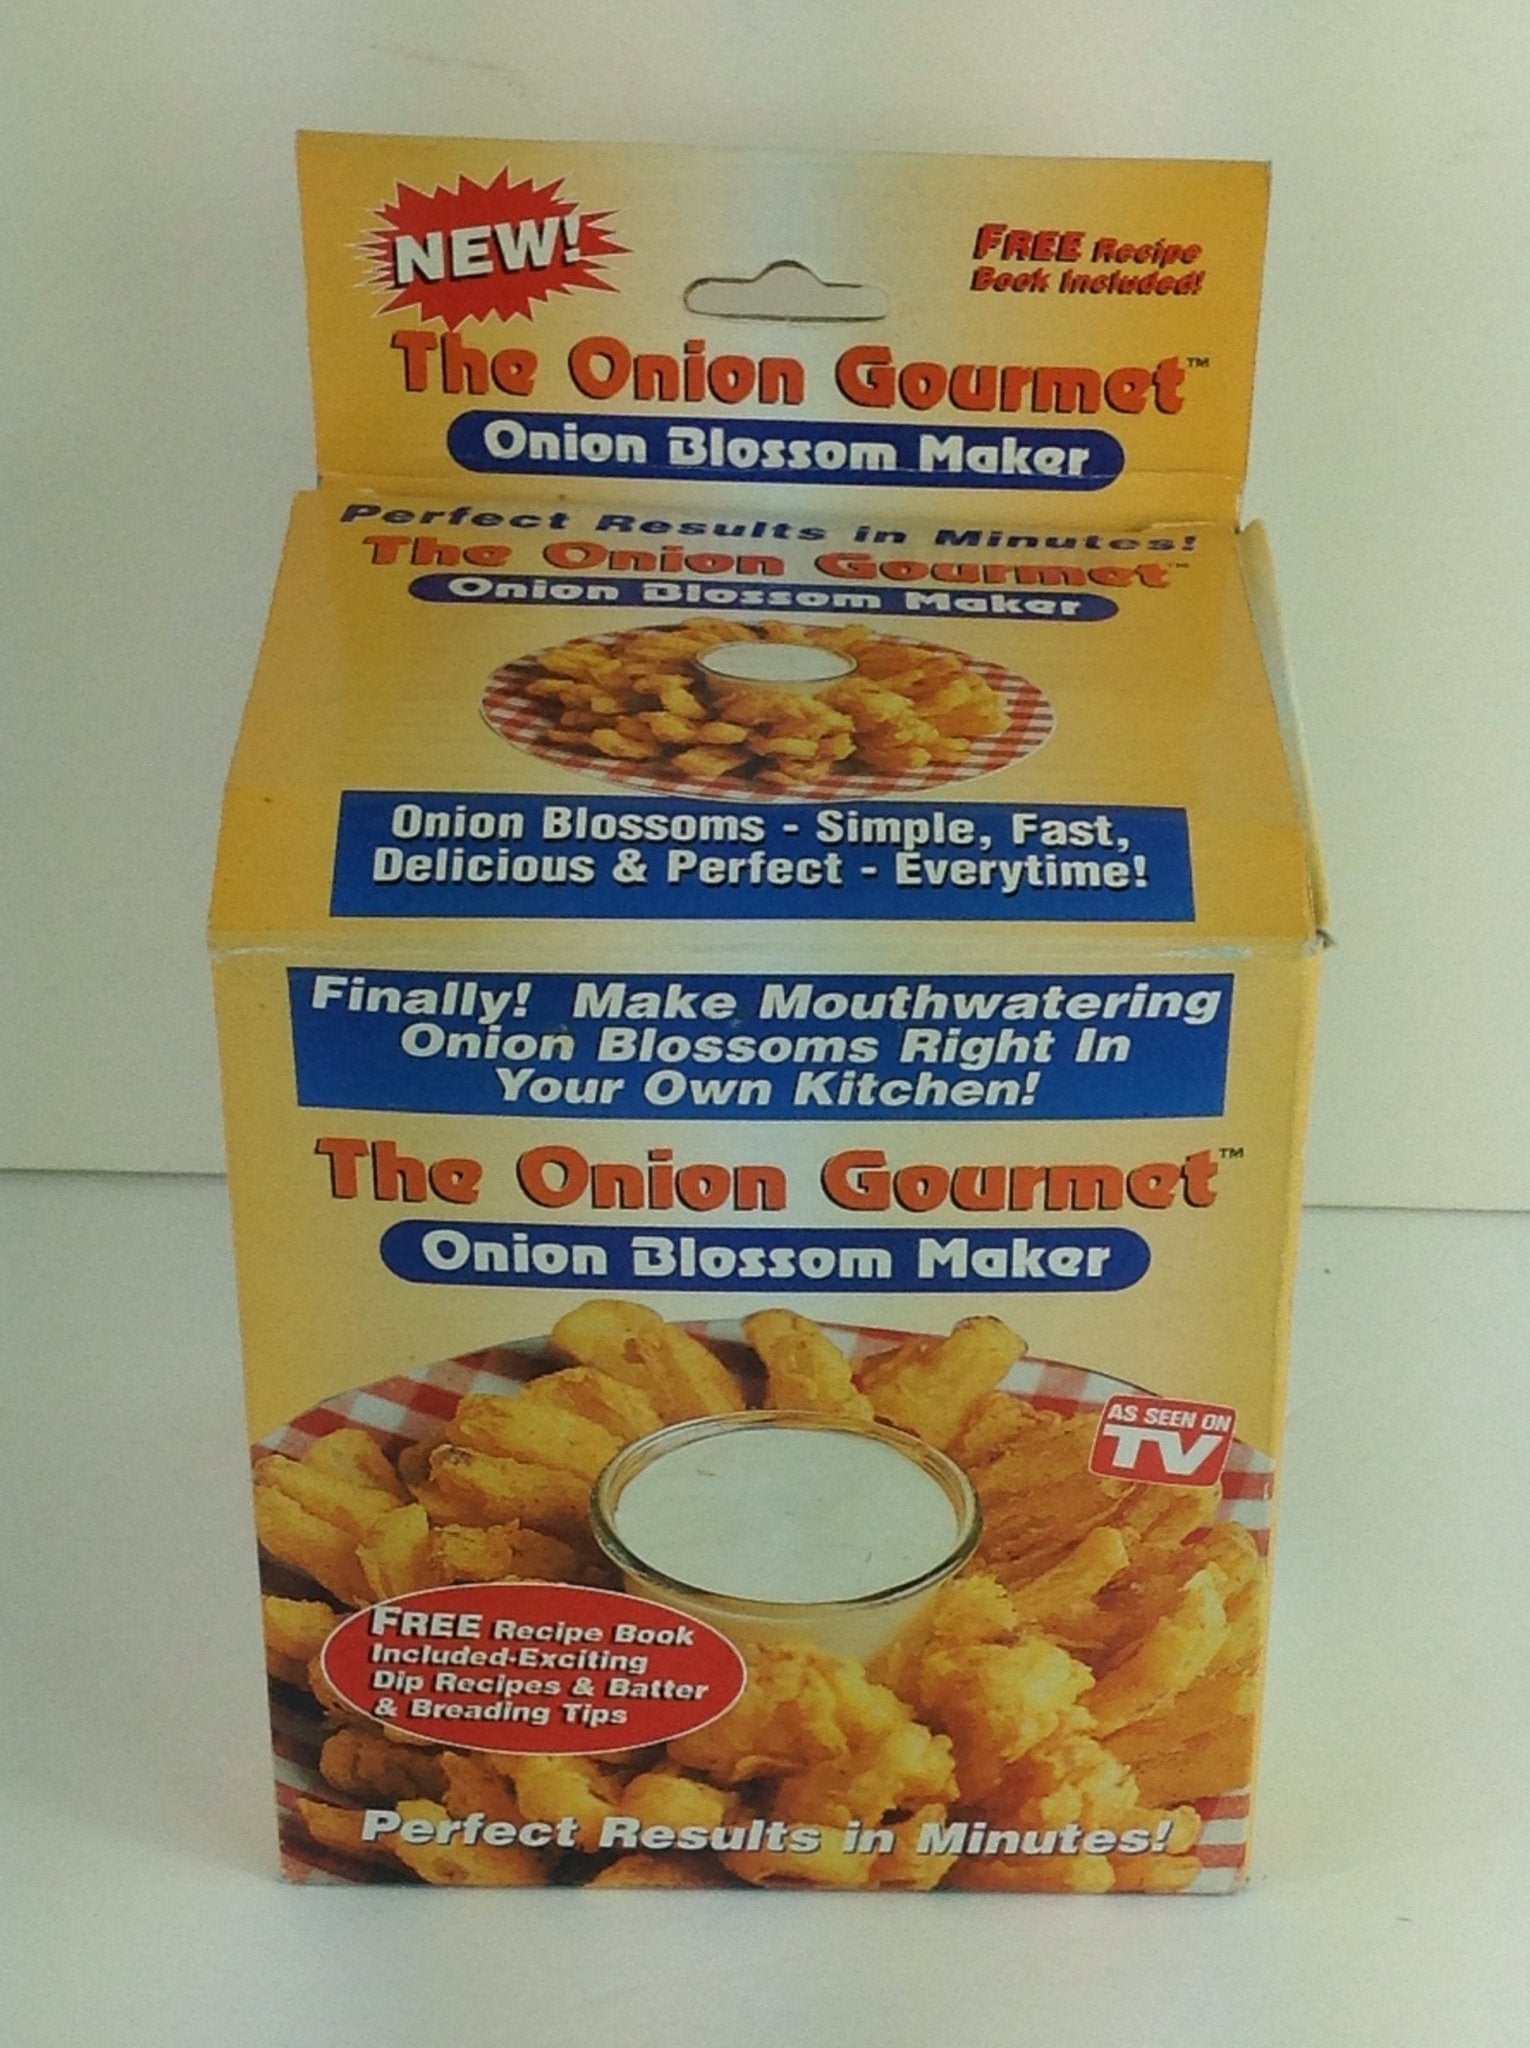 NEW!
FREE Recipe
Book Included!
The Onion Gourmet™
Onion Blossom Maker
Perfect Results in Minutes!
The Onion Gourmet™
Onion Blossom Maker
Onion Blossoms - Simple, Fast,
Delicious & Perfect - Everytime!
Finally! Make Mouthwatering
Onion Blossoms Right In
Your Own Kitchen!
The Onion Gourmet™
Onion Blossom Maker
AS SEEN ON
TV
FREE Recipe Book
Included-Exciting
Dip Recipes & Batter
& Breading Tips
Perfect Results in Minutes!